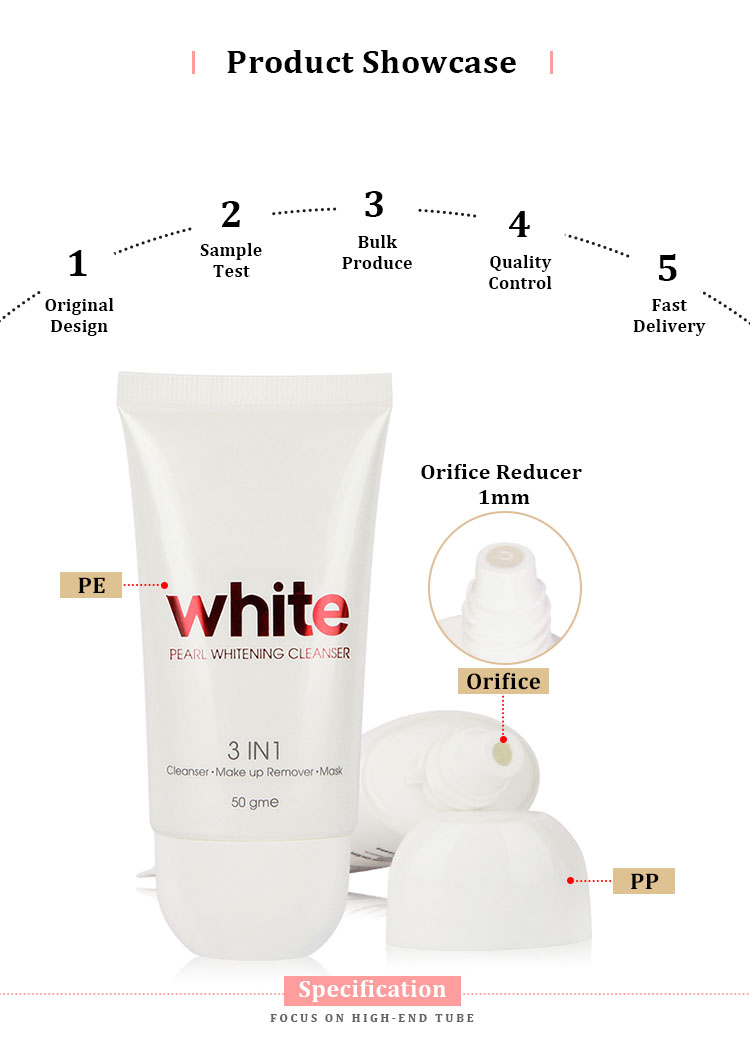 Product Showcase
1
Original
Design
2
Sample
Test
3
Bulk
Produce
4
Quality
Control
5
Fast
Delivery
Orifice Reducer
1mm
PE
white
PEARL WHITENING CLEANSER
Orifice
3 IN1
Cleanser·Make up Remover·Mask
50 gme
PP
Specification
FOCUS ON HIGH-END TUBE